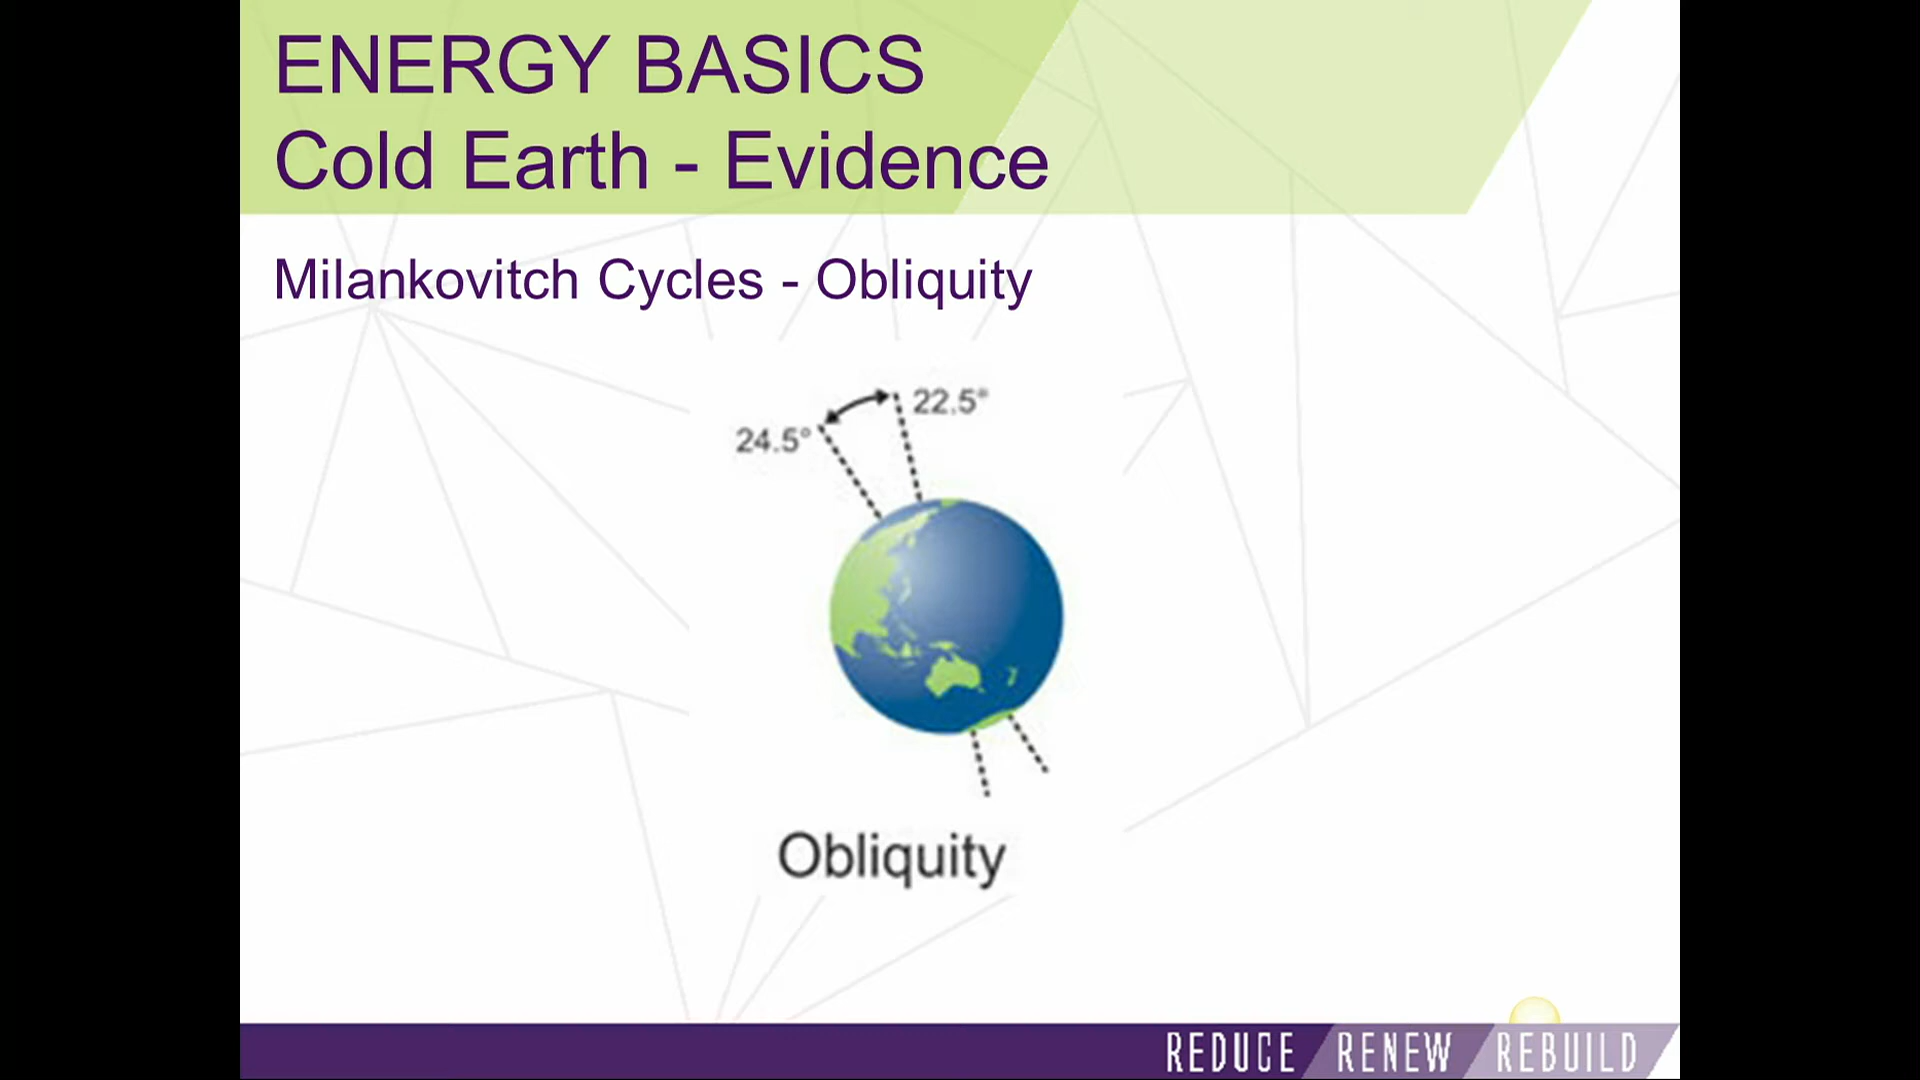 ENERGY BASICS
Cold Earth - Evidence
Milankovitch Cycles - Obliquity
22.5°
24.5°
Obliquity
REDUCE RENEW REBUILD